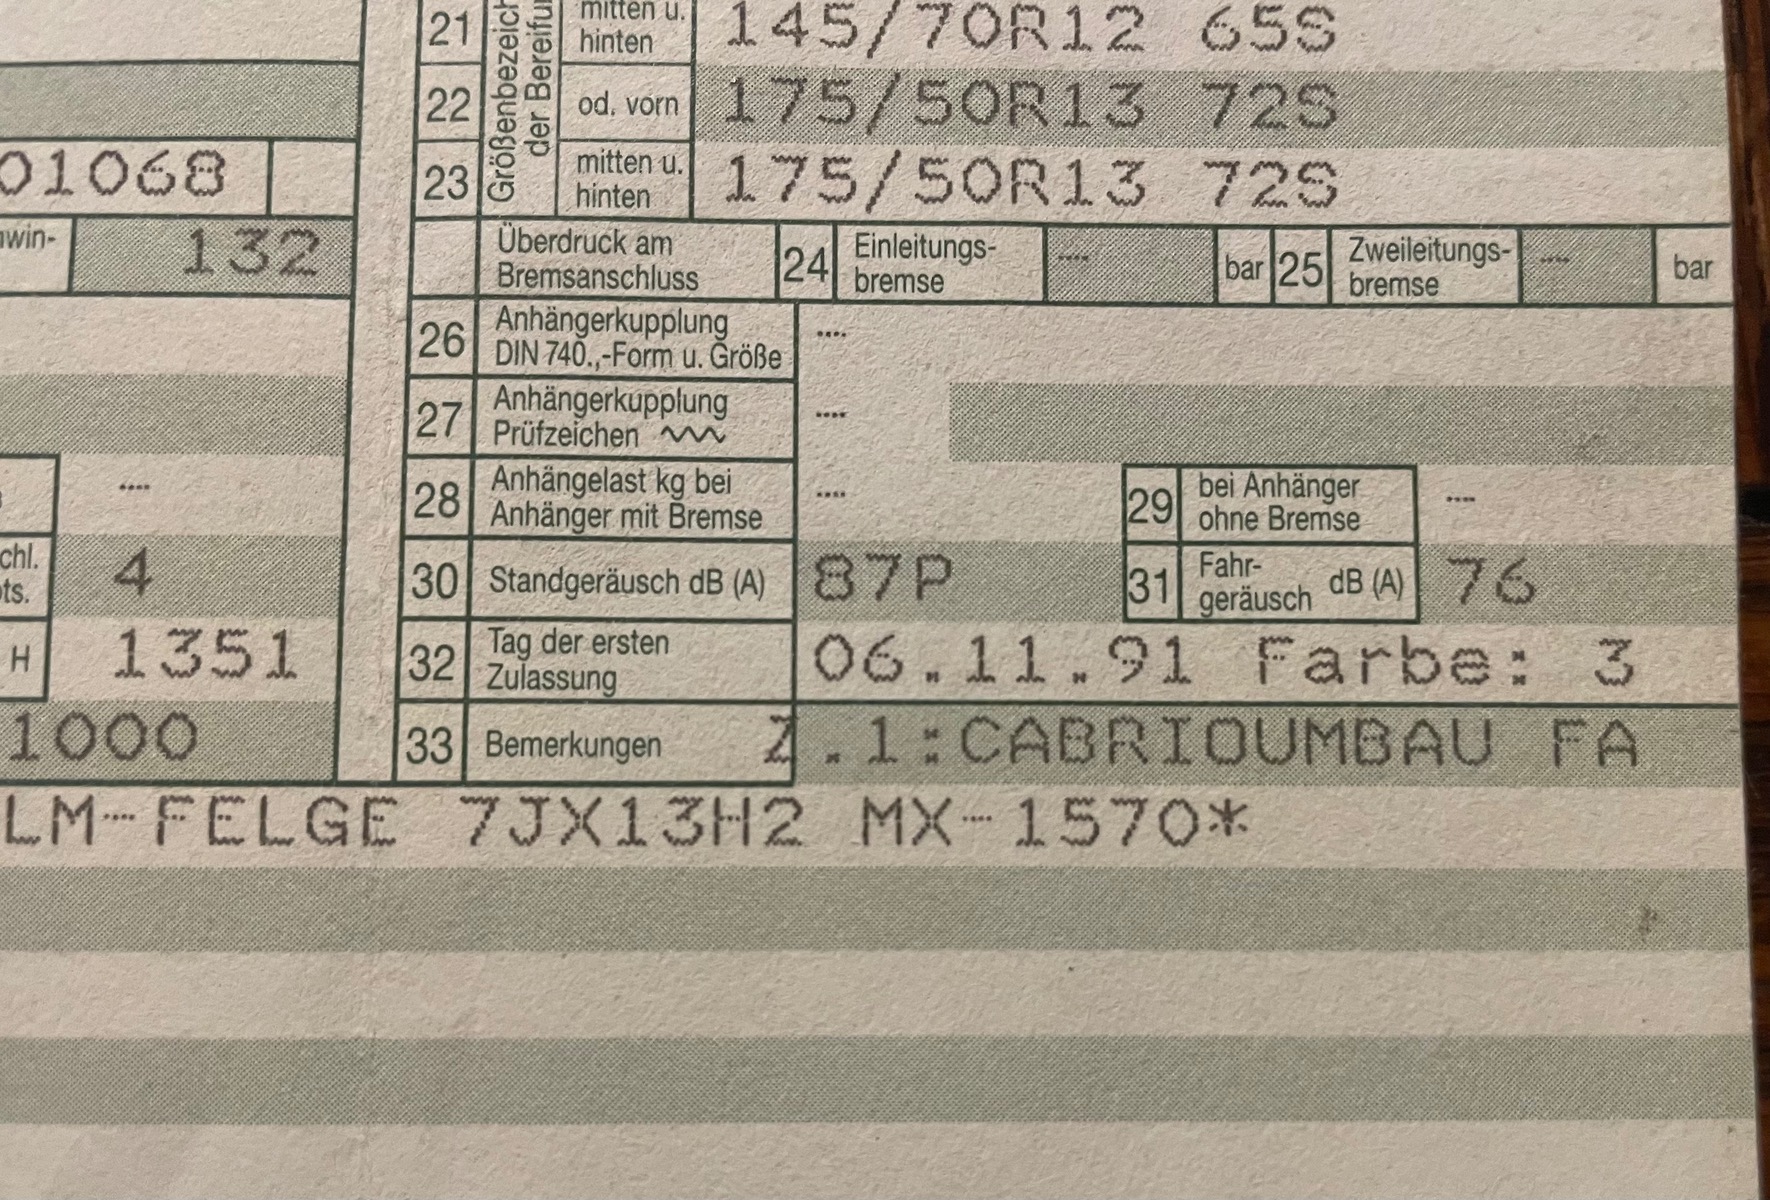 21 mitten u. hinten 145/70R12 65S
Größenbezeich der Bereifu
22 od. vorn 175/50R13 72S
23 mitten u. hinten 175/50R13 72S
01068
win- 132
Überdruck am Bremsanschluss 24 Einleitungs- bremse ---- bar 25 Zweileitungs- bremse ---- bar
26 Anhängerkupplung DIN 740.,-Form u. Größe ----
27 Anhängerkupplung Prüfzeichen ----
----
28 Anhängelast kg bei Anhänger mit Bremse ---- 29 bei Anhänger ohne Bremse ----
chl. ts. 4
30 Standgeräusch dB (A) 87P 31 Fahr- geräusch dB (A) 76
H 1351
32 Tag der ersten Zulassung 06.11.91 Farbe: 3
1000
33 Bemerkungen Z.1:CABRIOUMBAU FA
LM-FELGE 7JX13H2 MX-1570*